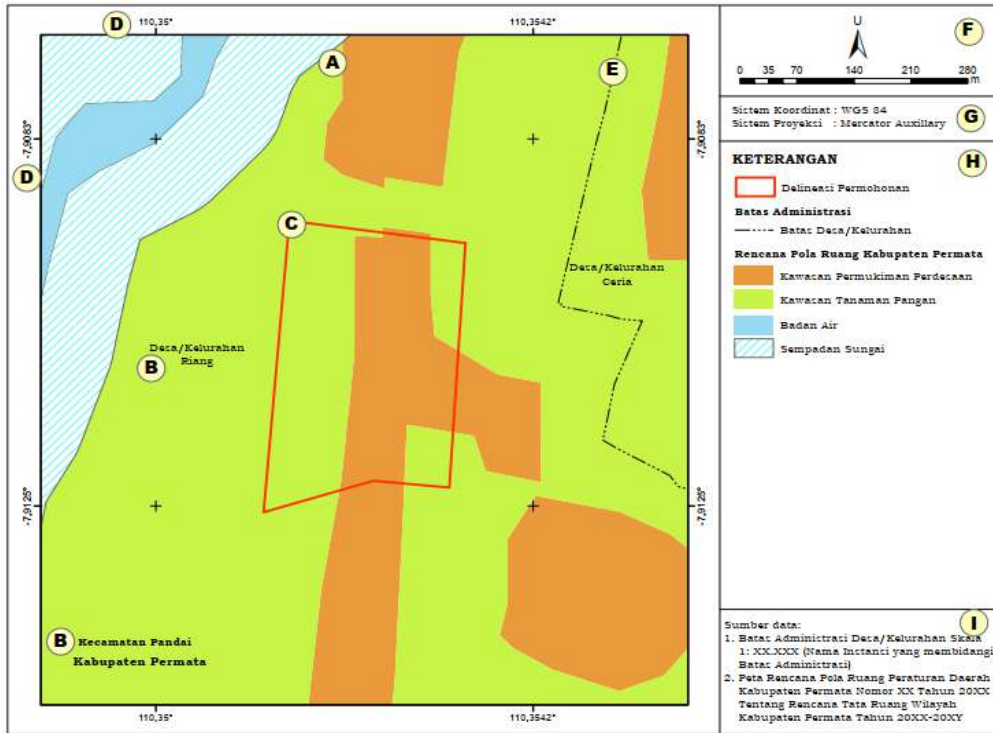 D
110,35°
110,3542°
A
E
-7,9083°
D
-7,9083°
C
Desa/Kelurahan
Ceria
Desa/Kelurahan
Riang
B
-7,9125°
-7,9125°
B
Kecamatan Pandai
Kabupaten Permata
110,35°
110,3542°
U
F
0 35 70 140 210 280
m
Sistem Koordinat : WGS 84
Sistem Proyeksi : Mercator Auxillary
G
KETERANGAN
H
Delineasi Permohonan
Batas Administrasi
Batas Desa/Kelurahan
Rencana Pola Ruang Kabupaten Permata
Kawasan Permukiman Perdesaan
Kawasan Tanaman Pangan
Badan Air
Sempadan Sungai
I
Sumber data:
1. Batas Administrasi Desa/Kelurahan Skala
1: XX.XXX (Nama Instansi yang membidangi
Batas Administrasi)
2. Peta Rencana Pola Ruang Peraturan Daerah
Kabupaten Permata Nomor XX Tahun 20XX
Tentang Rencana Tata Ruang Wilayah
Kabupaten Permata Tahun 20XX-20XY